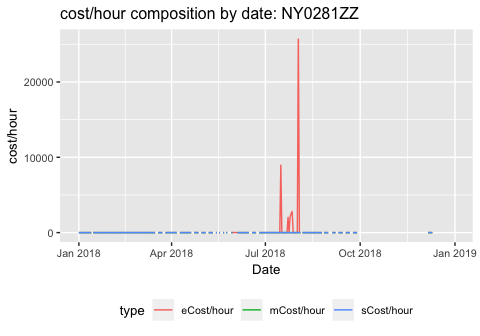 cost/hour composition by date: NY0281ZZ
cost/hour
20000
10000
0
Jan 2018 Apr 2018 Jul 2018 Oct 2018 Jan 2019
Date
type eCost/hour mCost/hour sCost/hour